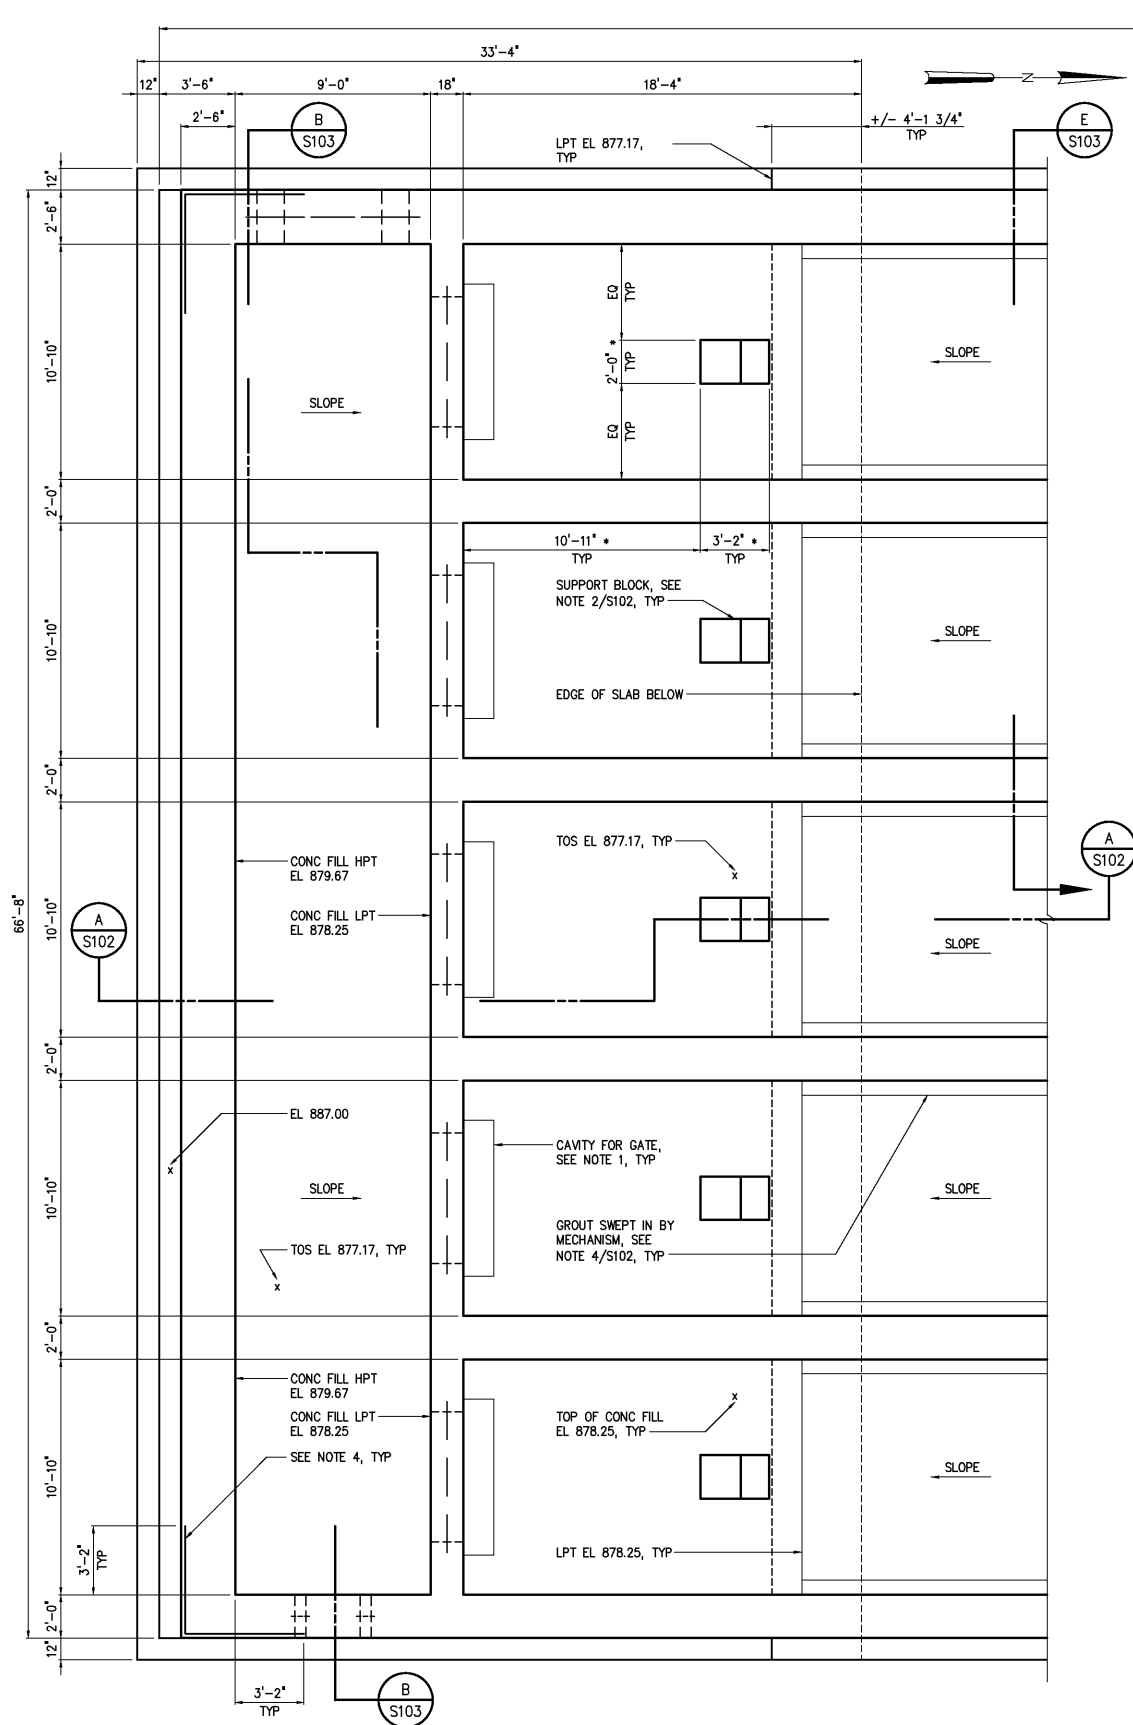 33'-4"
12"
3'-6"
9'-0"
18"
18'-4"
N
2'-6"
B
S103
LPT EL 877.17,
TYP
+/- 4'-1 3/4"
TYP
E
S103
12"
2'-6"
10'-10"
EQ
TYP
2'-0" *
TYP
EQ
TYP
SLOPE
SLOPE
2'-0"
10'-11" *
TYP
3'-2" *
TYP
SUPPORT BLOCK, SEE
NOTE 2/S102, TYP
10'-10"
SLOPE
EDGE OF SLAB BELOW
2'-0"
TOS EL 877.17, TYP
x
A
S102
CONC FILL HPT
EL 879.67
CONC FILL LPT
EL 878.25
66'-8"
10'-10"
A
S102
SLOPE
2'-0"
EL 887.00
x
CAVITY FOR GATE,
SEE NOTE 1, TYP
10'-10"
SLOPE
SLOPE
GROUT SWEPT IN BY
MECHANISM, SEE
NOTE 4/S102, TYP
TOS EL 877.17, TYP
x
2'-0"
CONC FILL HPT
EL 879.67
CONC FILL LPT
EL 878.25
x
TOP OF CONC FILL
EL 878.25, TYP
SEE NOTE 4, TYP
10'-10"
SLOPE
3'-2"
TYP
LPT EL 878.25, TYP
2'-0"
12"
3'-2"
TYP
B
S103